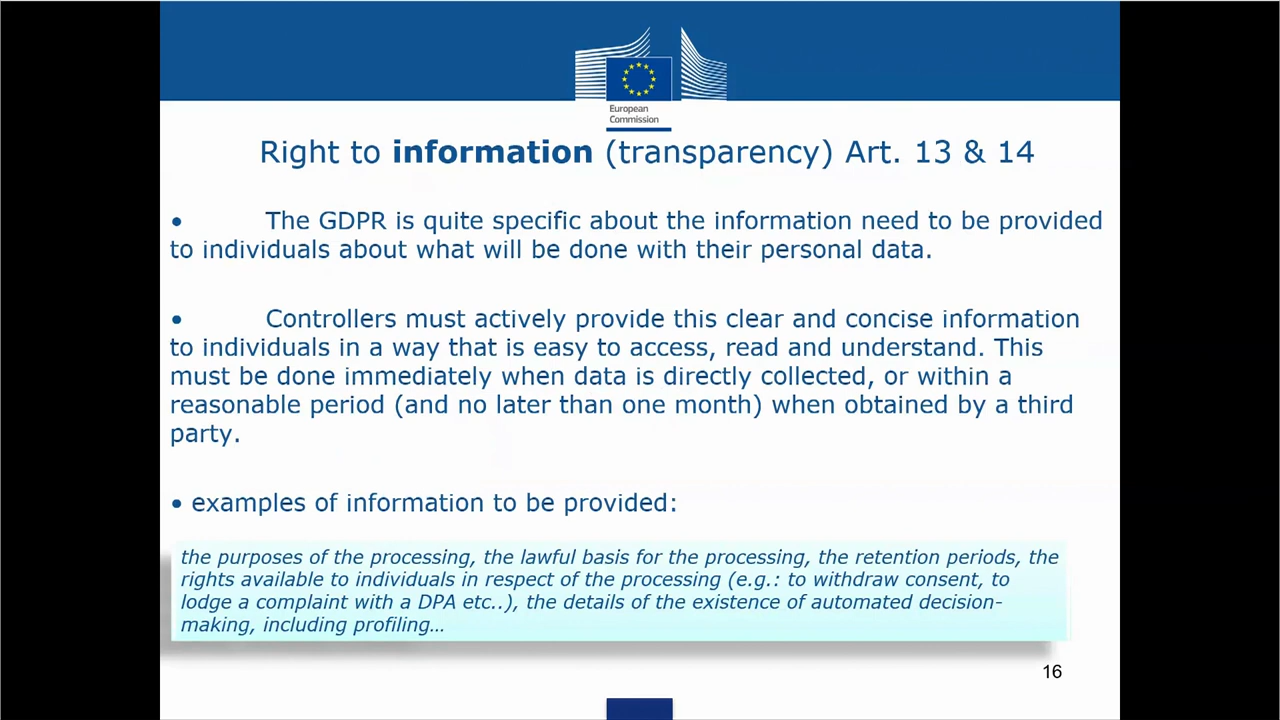 European
Commission
Right to information (transparency) Art. 13 & 14
• The GDPR is quite specific about the information need to be provided
to individuals about what will be done with their personal data.
• Controllers must actively provide this clear and concise information
to individuals in a way that is easy to access, read and understand. This
must be done immediately when data is directly collected, or within a
reasonable period (and no later than one month) when obtained by a third
party.
• examples of information to be provided:
the purposes of the processing, the lawful basis for the processing, the retention periods, the
rights available to individuals in respect of the processing (e.g.: to withdraw consent, to
lodge a complaint with a DPA etc..), the details of the existence of automated decision-
making, including profiling…
16